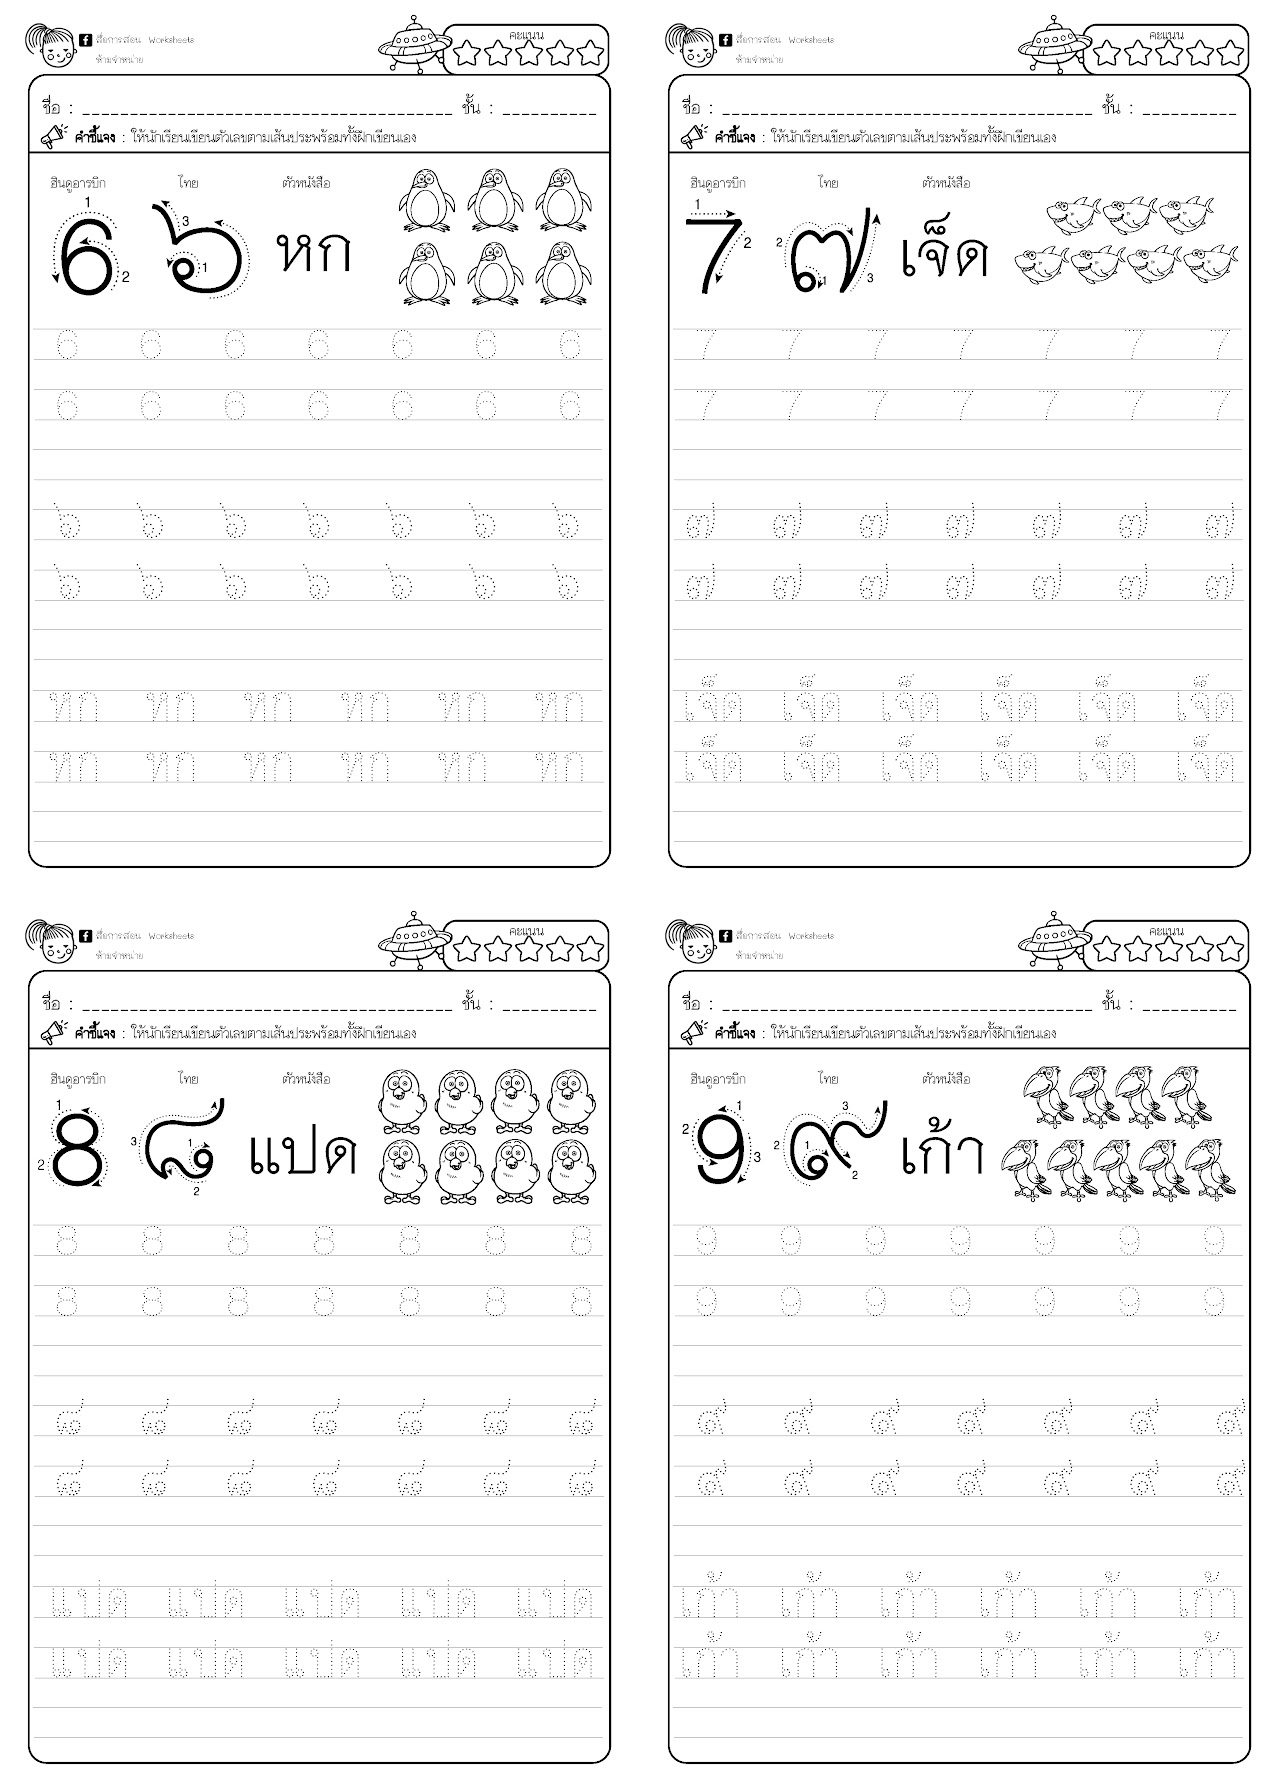 สื่อการสอน Worksheets
ห้ามจำหน่าย
คะแนน
ชื่อ : ชั้น :
คำชี้แจง : ให้นักเรียนเขียนตัวเลขตามเส้นประพร้อมทั้งฝึกเขียนเอง
ฮินดูอารบิก ไทย ตัวหนังสือ
1 3 1 2
6 ๖ หก
6 6 6 6 6 6 6
6 6 6 6 6 6 6
๖ ๖ ๖ ๖ ๖ ๖ ๖
๖ ๖ ๖ ๖ ๖ ๖ ๖
หก หก หก หก หก หก
หก หก หก หก หก หก
สื่อการสอน Worksheets
ห้ามจำหน่าย
คะแนน
ชื่อ : ชั้น :
คำชี้แจง : ให้นักเรียนเขียนตัวเลขตามเส้นประพร้อมทั้งฝึกเขียนเอง
ฮินดูอารบิก ไทย ตัวหนังสือ
1 2 2 1 3
7 ๗ เจ็ด
7 7 7 7 7 7 7
7 7 7 7 7 7 7
๗ ๗ ๗ ๗ ๗ ๗ ๗
๗ ๗ ๗ ๗ ๗ ๗ ๗
เจ็ด เจ็ด เจ็ด เจ็ด เจ็ด เจ็ด
เจ็ด เจ็ด เจ็ด เจ็ด เจ็ด เจ็ด
สื่อการสอน Worksheets
ห้ามจำหน่าย
คะแนน
ชื่อ : ชั้น :
คำชี้แจง : ให้นักเรียนเขียนตัวเลขตามเส้นประพร้อมทั้งฝึกเขียนเอง
ฮินดูอารบิก ไทย ตัวหนังสือ
1 2 3 1 2
8 ๘ แปด
8 8 8 8 8 8 8
8 8 8 8 8 8 8
๘ ๘ ๘ ๘ ๘ ๘ ๘
๘ ๘ ๘ ๘ ๘ ๘ ๘
แปด แปด แปด แปด แปด
แปด แปด แปด แปด แปด
สื่อการสอน Worksheets
ห้ามจำหน่าย
คะแนน
ชื่อ : ชั้น :
คำชี้แจง : ให้นักเรียนเขียนตัวเลขตามเส้นประพร้อมทั้งฝึกเขียนเอง
ฮินดูอารบิก ไทย ตัวหนังสือ
1 2 3 3 2 1 2
9 ๙ เก้า
9 9 9 9 9 9 9
9 9 9 9 9 9 9
๙ ๙ ๙ ๙ ๙ ๙ ๙
๙ ๙ ๙ ๙ ๙ ๙ ๙
เก้า เก้า เก้า เก้า เก้า เก้า
เก้า เก้า เก้า เก้า เก้า เก้า